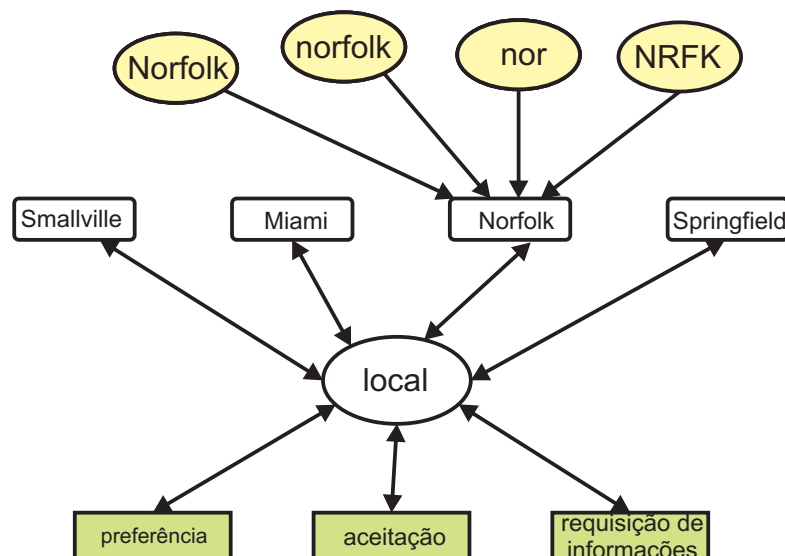 Norfolk
norfolk
nor
NRFK
Smallville
Miami
Norfolk
Springfield
local
preferência
aceitação
requisição de
informações